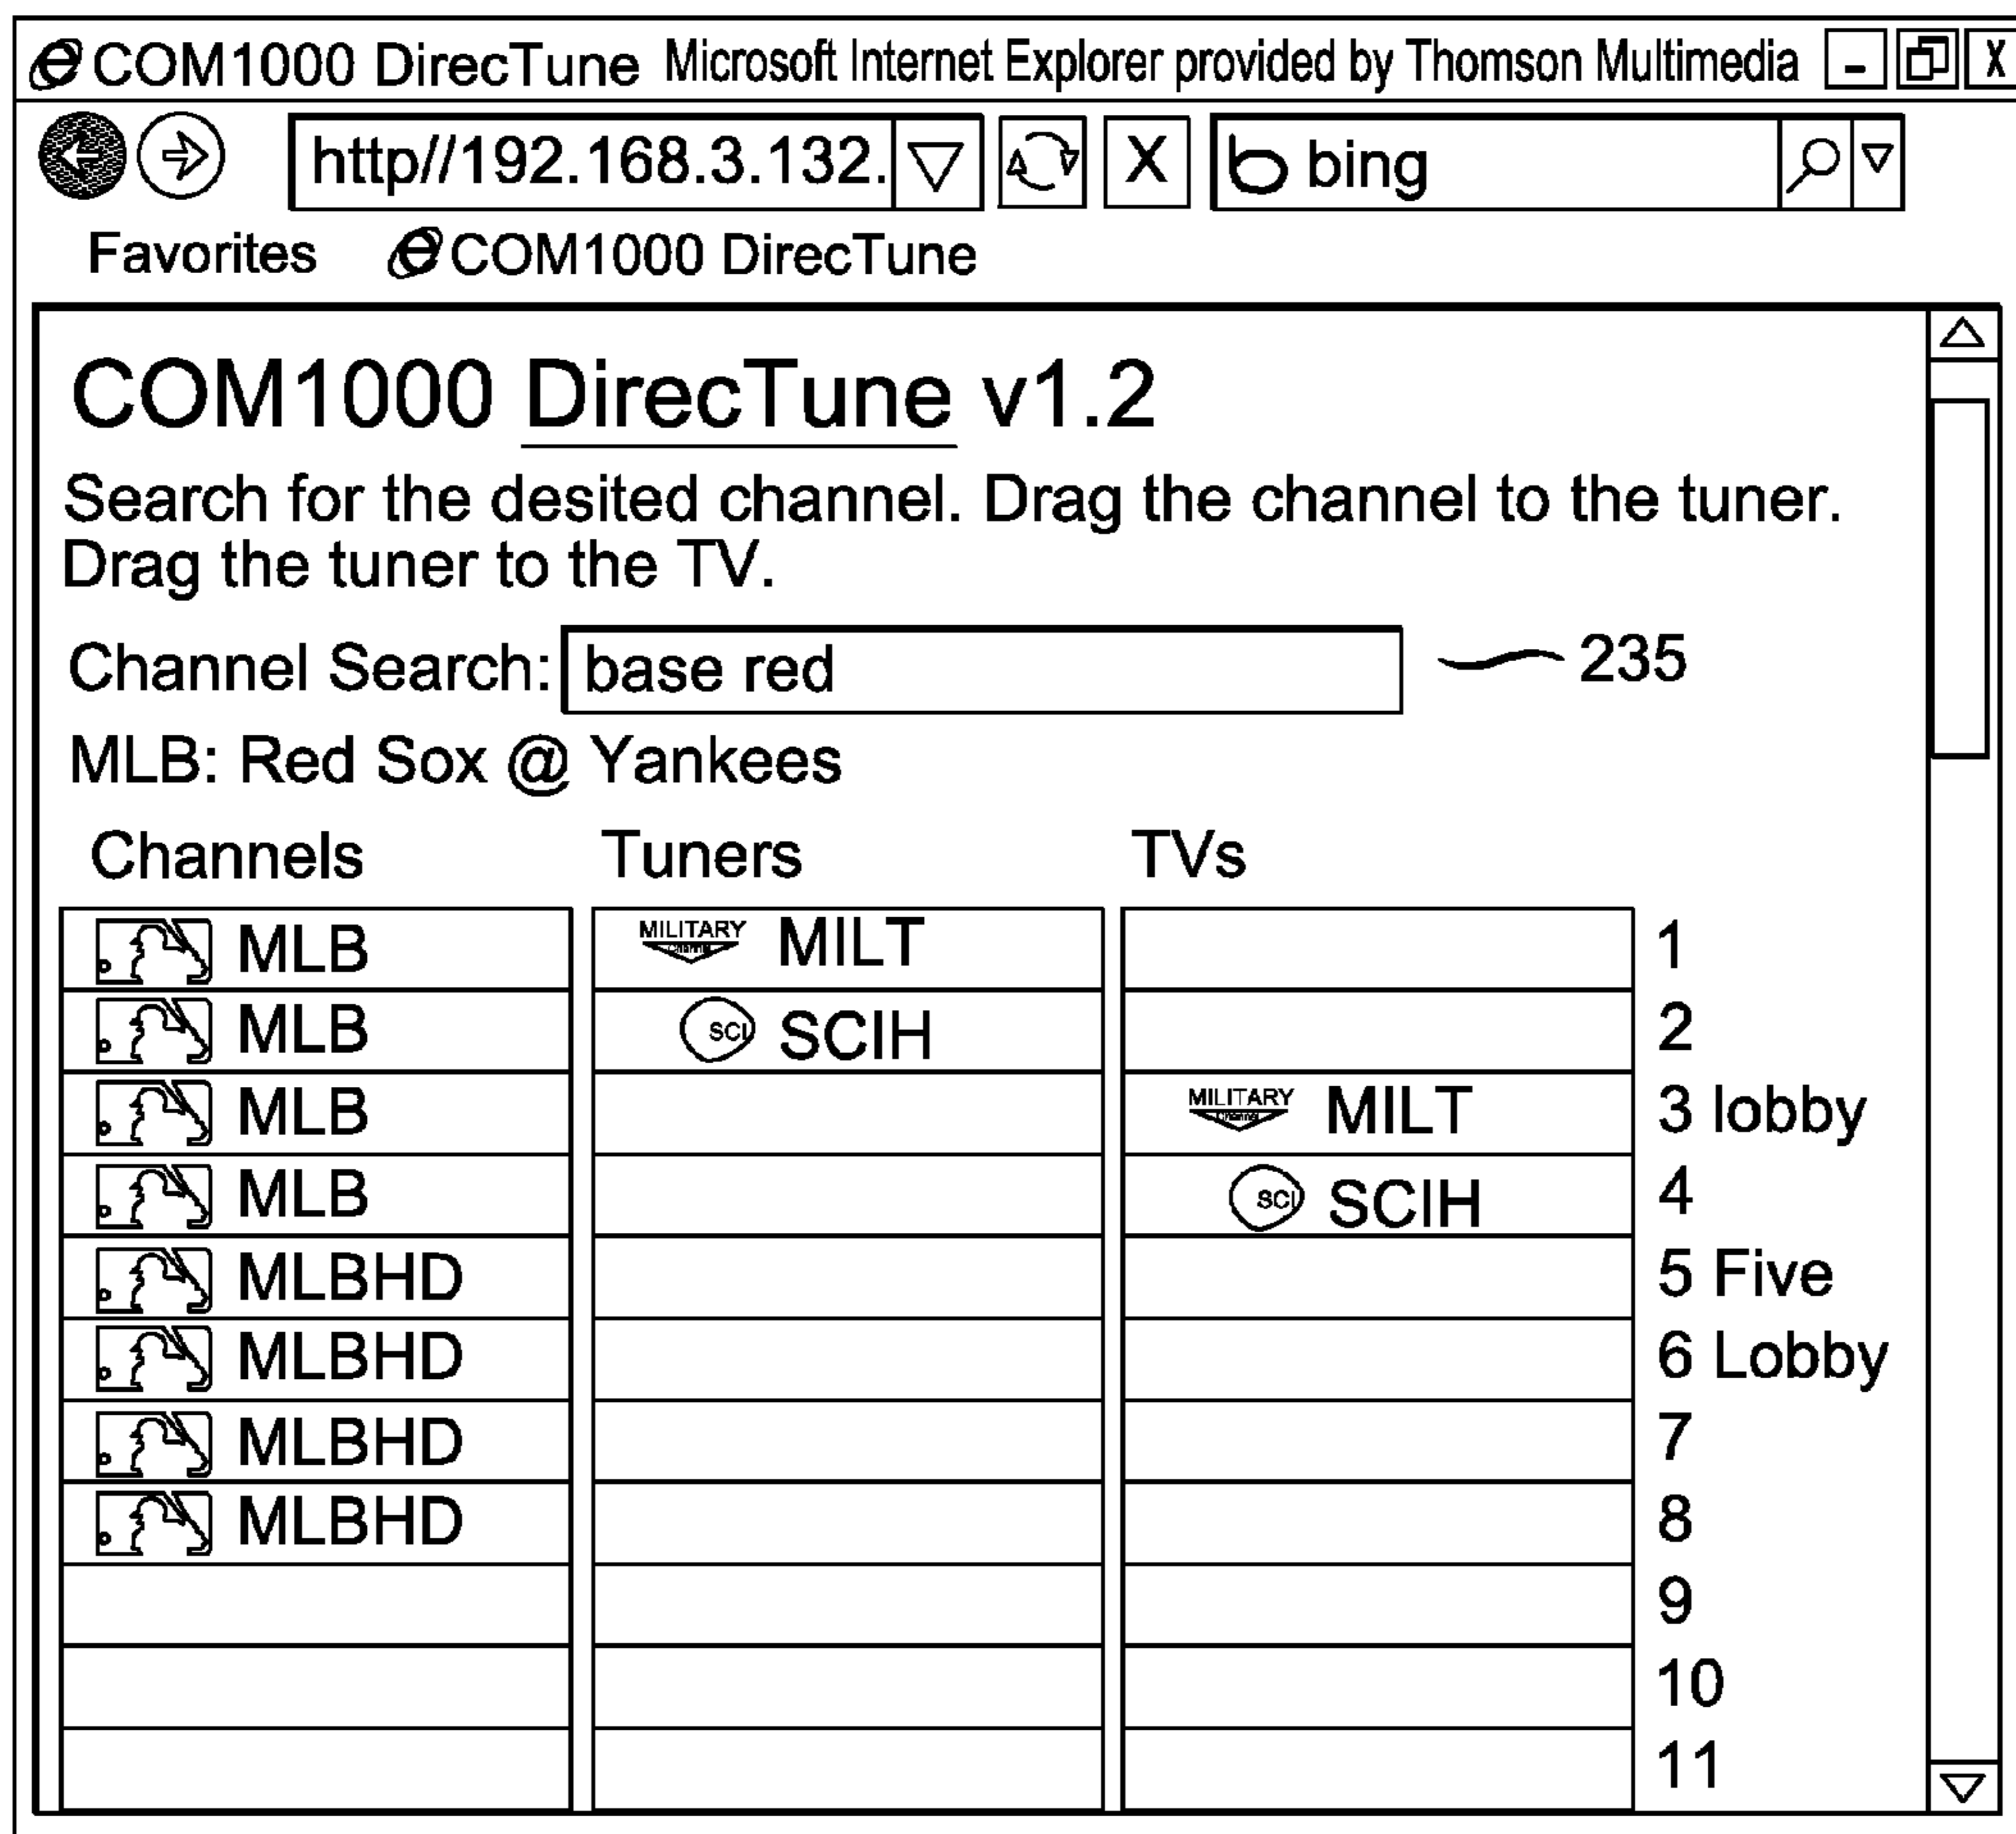 COM1000 DirecTune Microsoft Internet Explorer provided by Thomson Multimedia - X
http//192.168.3.132. X b bing
Favorites COM1000 DirecTune
COM1000 DirecTune v1.2
Search for the desited channel. Drag the channel to the tuner.
Drag the tuner to the TV.
Channel Search: base red 235
MLB: Red Sox @ Yankees
Channels Tuners TVs
MLB MILITARY Channel MILT 1
MLB SCI SCIH 2
MLB MILITARY Channel MILT 3 lobby
MLB SCI SCIH 4
MLBHD 5 Five
MLBHD 6 Lobby
MLBHD 7
MLBHD 8
9
10
11